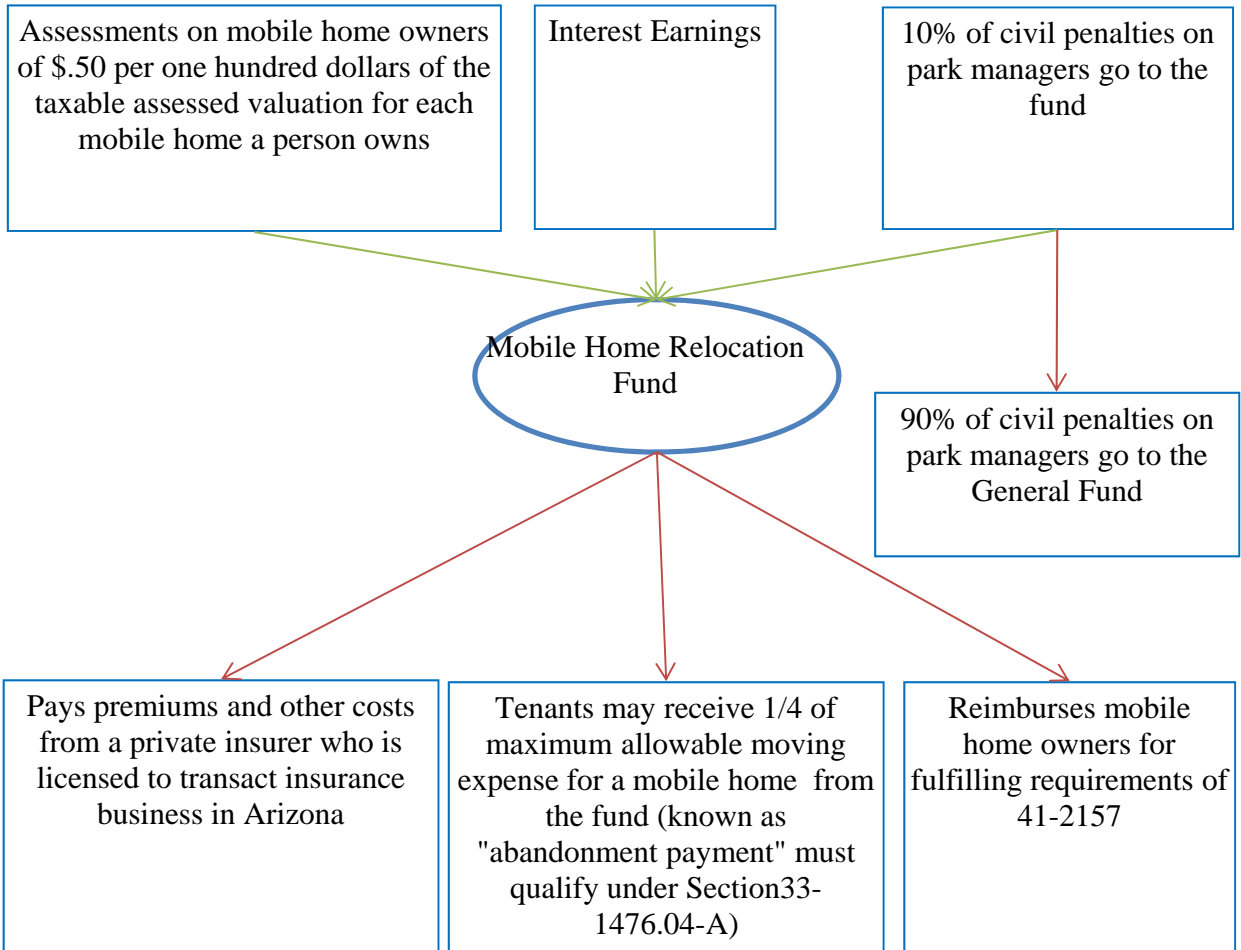 Assessments on mobile home owners
of $.50 per one hundred dollars of the
taxable assessed valuation for each
mobile home a person owns
Interest Earnings
10% of civil penalties on
park managers go to the
fund
Mobile Home Relocation
Fund
90% of civil penalties on
park managers go to the
General Fund
Pays premiums and other costs
from a private insurer who is
licensed to transact insurance
business in Arizona
Tenants may receive 1/4 of
maximum allowable moving
expense for a mobile home from
the fund (known as
"abandonment payment" must
qualify under Section33-
1476.04-A)
Reimburses mobile
home owners for
fulfilling requirements of
41-2157